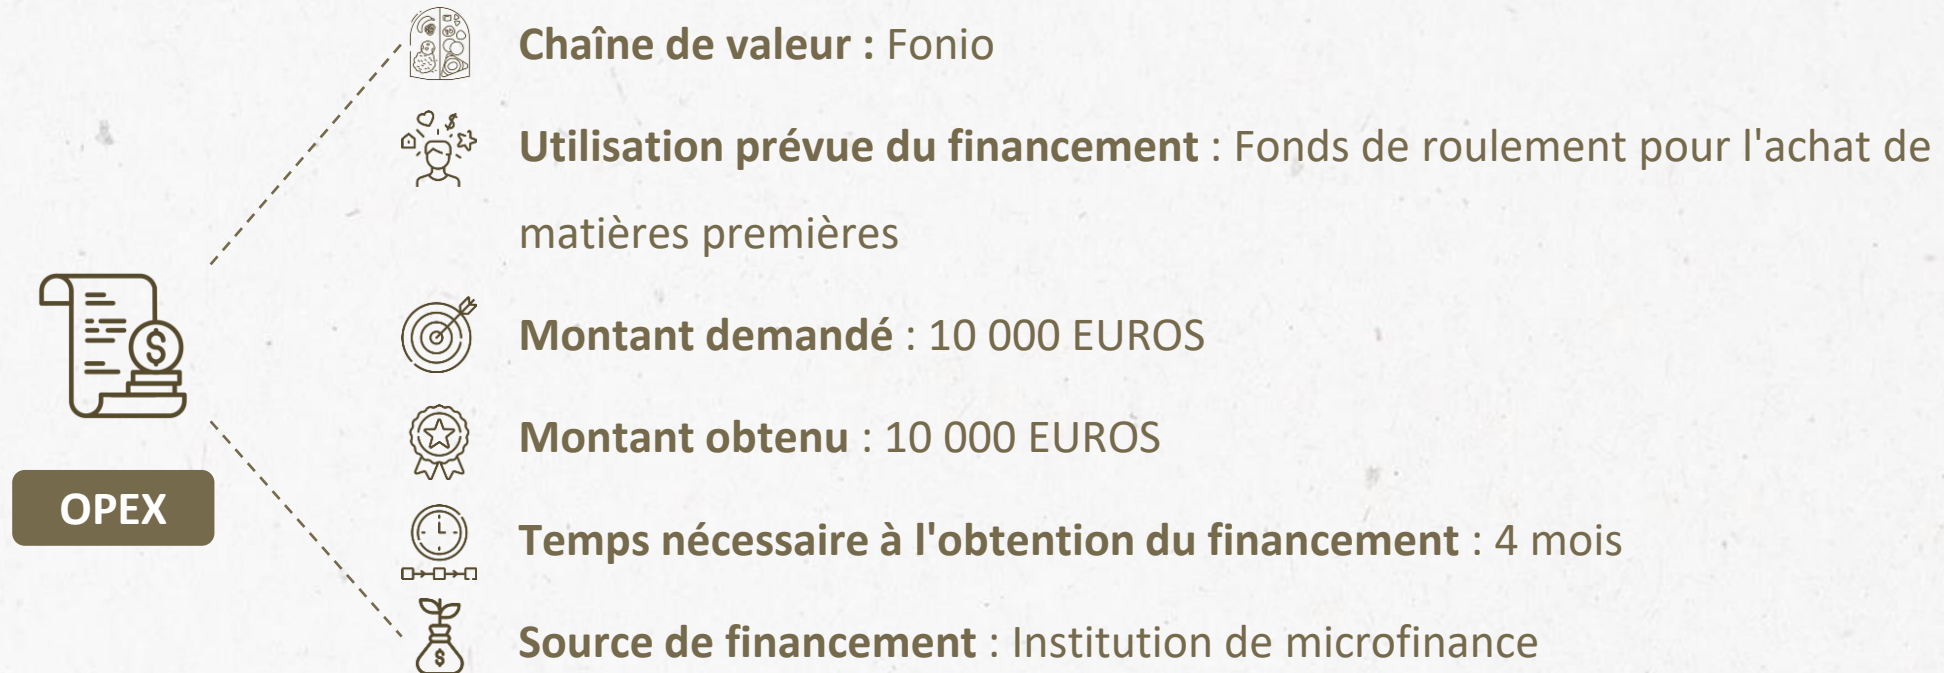 Chaîne de valeur : Fonio
Utilisation prévue du financement : Fonds de roulement pour l'achat de
matières premières
Montant demandé : 10 000 EUROS
Montant obtenu : 10 000 EUROS
OPEX
Temps nécessaire à l'obtention du financement : 4 mois
Source de financement : Institution de microfinance